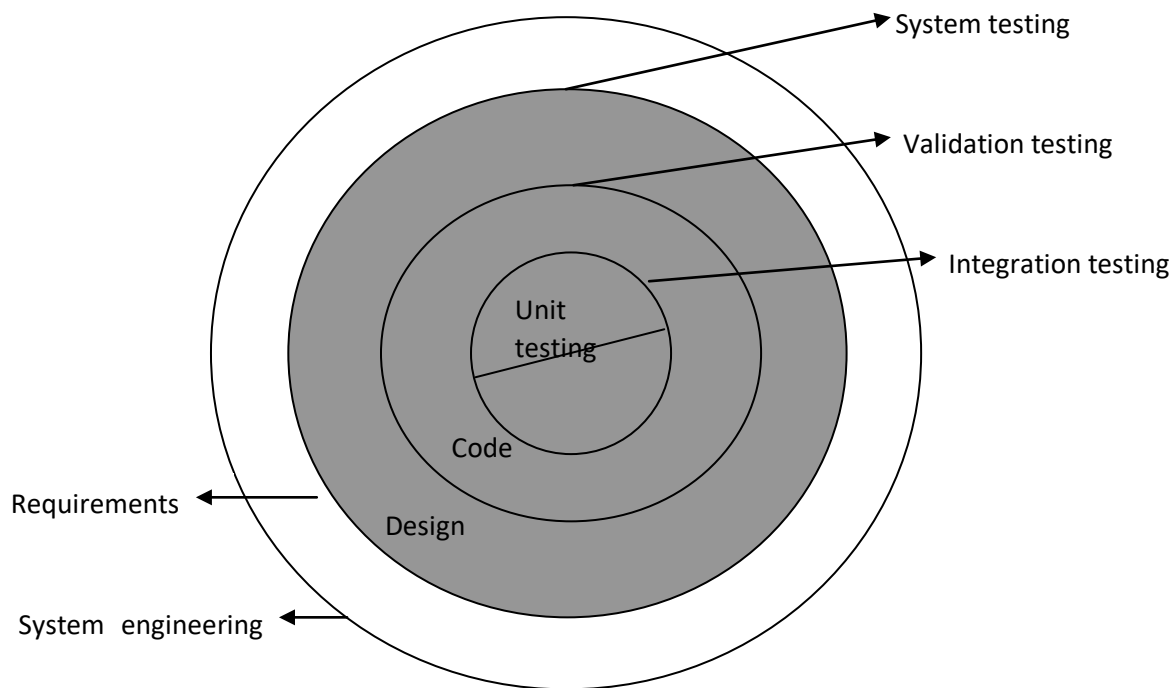 System testing
Validation testing
Integration testing
Unit
testing
Code
Requirements
Design
System engineering